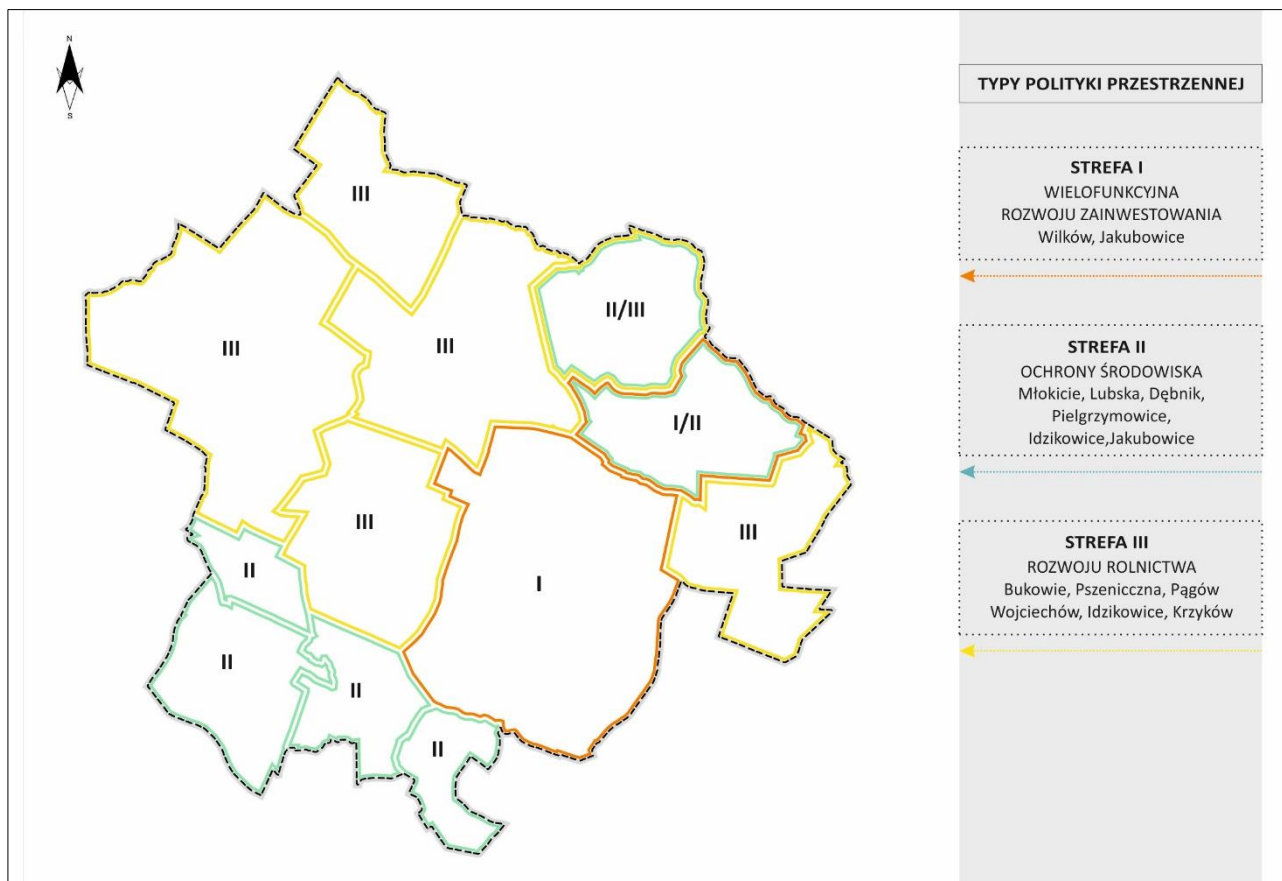 N
S
III
III
III
II/III
I/II
III
III
II
I
II
II
II
TYPY POLITYKI PRZESTRZENNEJ
STREFA I
WIELOFUNKCYJNA
ROZWOJU ZAINWESTOWANIA
Wilków, Jakubowice
STREFA II
OCHRONY ŚRODOWISKA
Młokicie, Lubska, Dębnik,
Pielgrzymowice,
Idzikowice,Jakubowice
STREFA III
ROZWOJU ROLNICTWA
Bukowie, Pszenicczna, Pągów
Wojciechów, Idzikowice, Krzyków